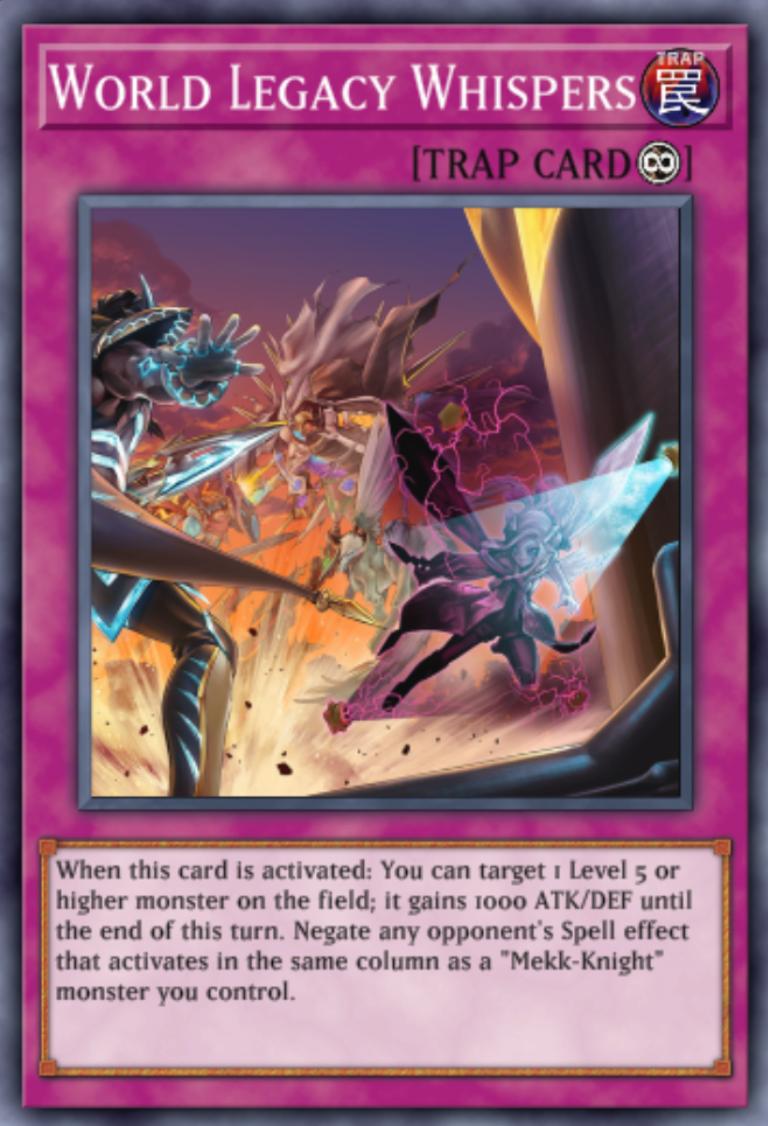 World Legacy Whispers
TRAP
罠
[TRAP CARD∞]
When this card is activated: You can target 1 Level 5 or
higher monster on the field; it gains 1000 ATK/DEF until
the end of this turn. Negate any opponent's Spell effect
that activates in the same column as a "Mekk-Knight"
monster you control.